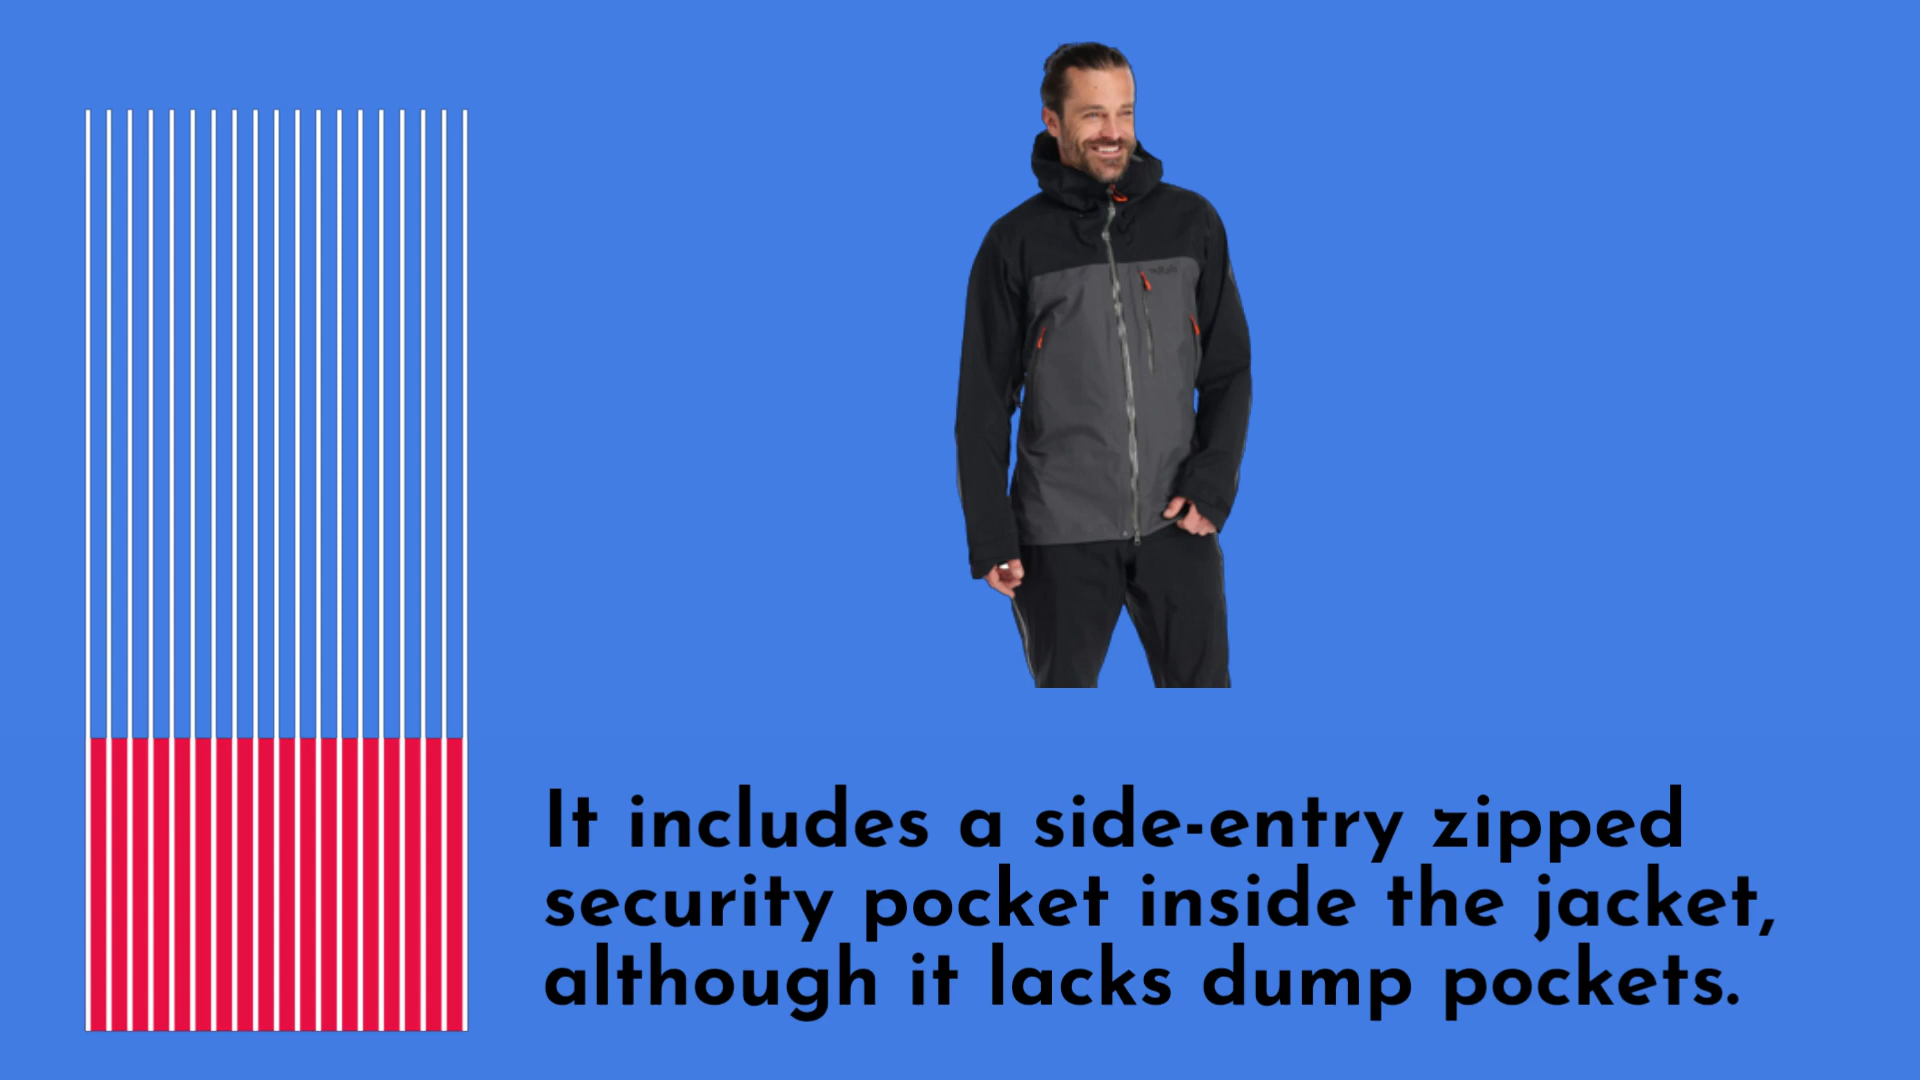 It includes a side-entry zipped
security pocket inside the jacket,
although it lacks dump pockets.